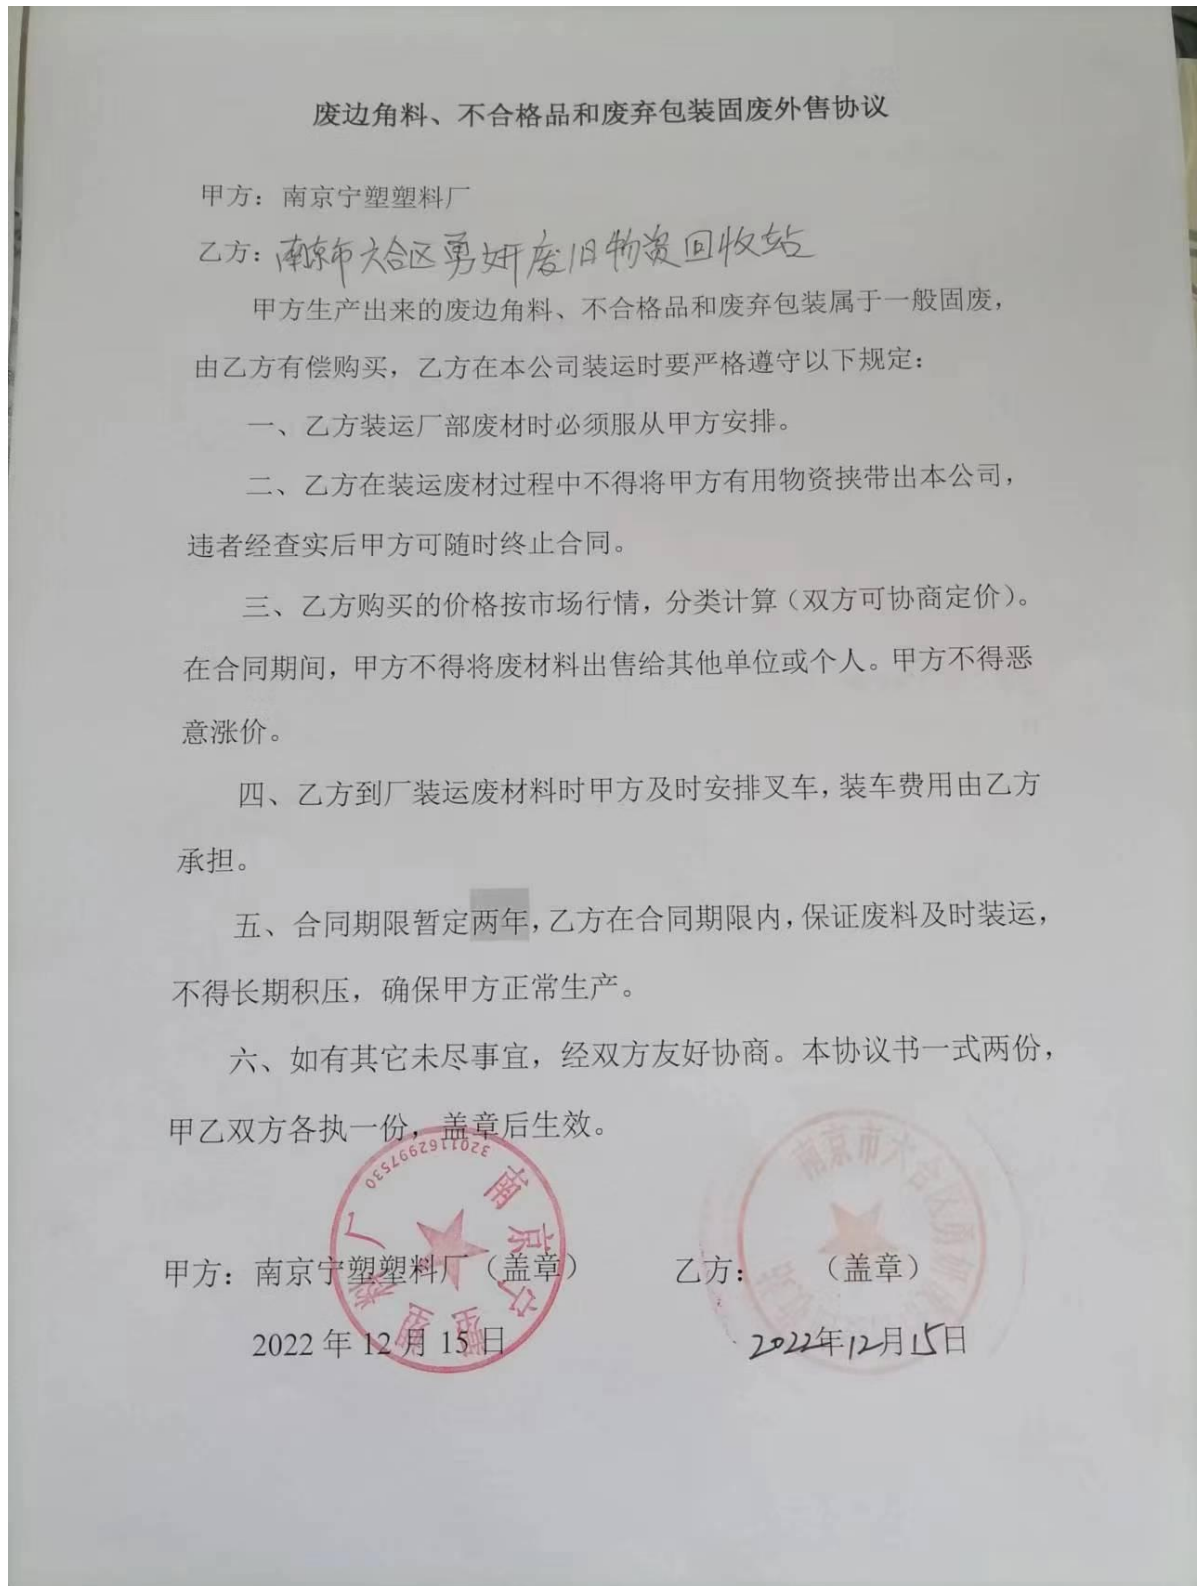 废边角料、不合格品和废弃包装固废外售协议
甲方：南京宁塑塑料厂
乙方：南京市六合区勇妍废旧物资回收站
甲方生产出来的废边角料、不合格品和废弃包装属于一般固废，
由乙方有偿购买，乙方在本公司装运时要严格遵守以下规定：
一、乙方装运厂部废材时必须服从甲方安排。
二、乙方在装运废材过程中不得将甲方有用物资挟带出本公司，
违者经查实后甲方可随时终止合同。
三、乙方购买的价格按市场行情，分类计算（双方可协商定价）。
在合同期间，甲方不得将废材料出售给其他单位或个人。甲方不得恶
意涨价。
四、乙方到厂装运废材料时甲方及时安排叉车，装车费用由乙方
承担。
五、合同期限暂定两年，乙方在合同期限内，保证废料及时装运，
不得长期积压，确保甲方正常生产。
六、如有其它未尽事宜，经双方友好协商。本协议书一式两份，
甲乙双方各执一份，盖章后生效。
南京宁塑塑料厂
3201162997530
南京市六合区勇妍废
甲方：南京宁塑塑料厂（盖章） 乙方： （盖章）
2022年12月15日 2022年12月15日